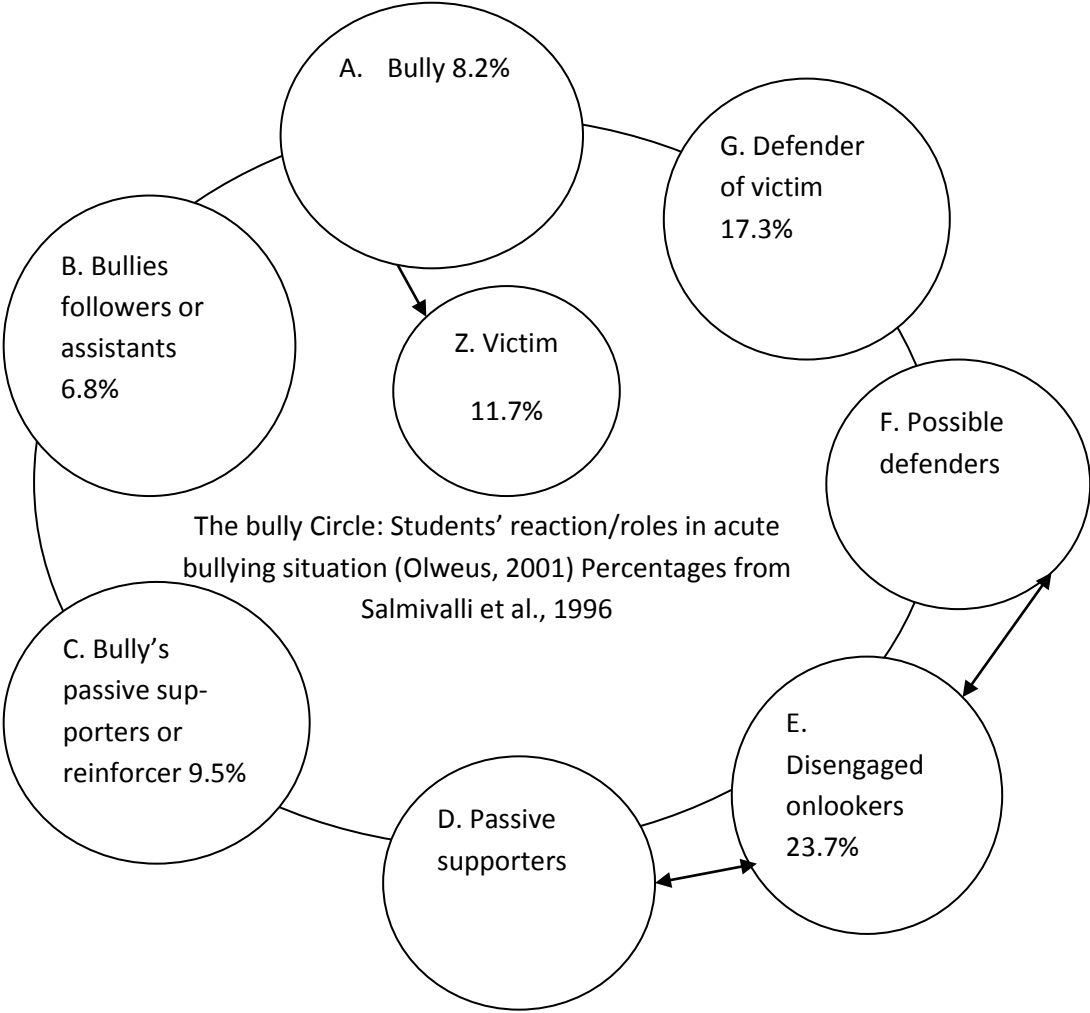 A. Bully 8.2%
G. Defender
of victim
17.3%
B. Bullies
followers or
assistants
6.8%
Z. Victim
11.7%
F. Possible
defenders
The bully Circle: Students’ reaction/roles in acute
bullying situation (Olweus, 2001) Percentages from
Salmivalli et al., 1996
C. Bully’s
passive sup-
porters or
reinforcer 9.5%
E.
Disengaged
onlookers
23.7%
D. Passive
supporters